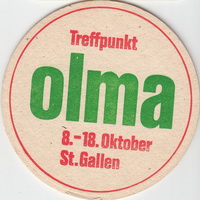 Treffpunkt
olma
8.-18. Oktober
St. Gallen